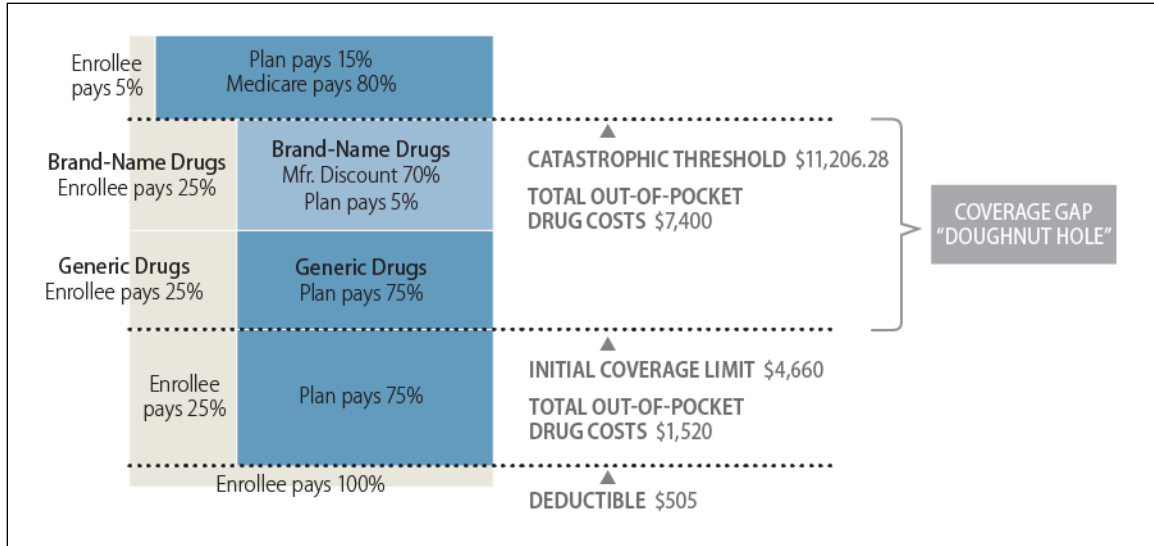 Enrollee
pays 5%
Plan pays 15%
Medicare pays 80%
Brand-Name Drugs
Enrollee pays 25%
Brand-Name Drugs
Mfr. Discount 70%
Plan pays 5%
CATASTROPHIC THRESHOLD $11,206.28
TOTAL OUT-OF-POCKET
DRUG COSTS $7,400
COVERAGE GAP
"DOUGHNUT HOLE"
Generic Drugs
Enrollee pays 25%
Generic Drugs
Plan pays 75%
Enrollee
pays 25%
Plan pays 75%
INITIAL COVERAGE LIMIT $4,660
TOTAL OUT-OF-POCKET
DRUG COSTS $1,520
Enrollee pays 100%
DEDUCTIBLE $505